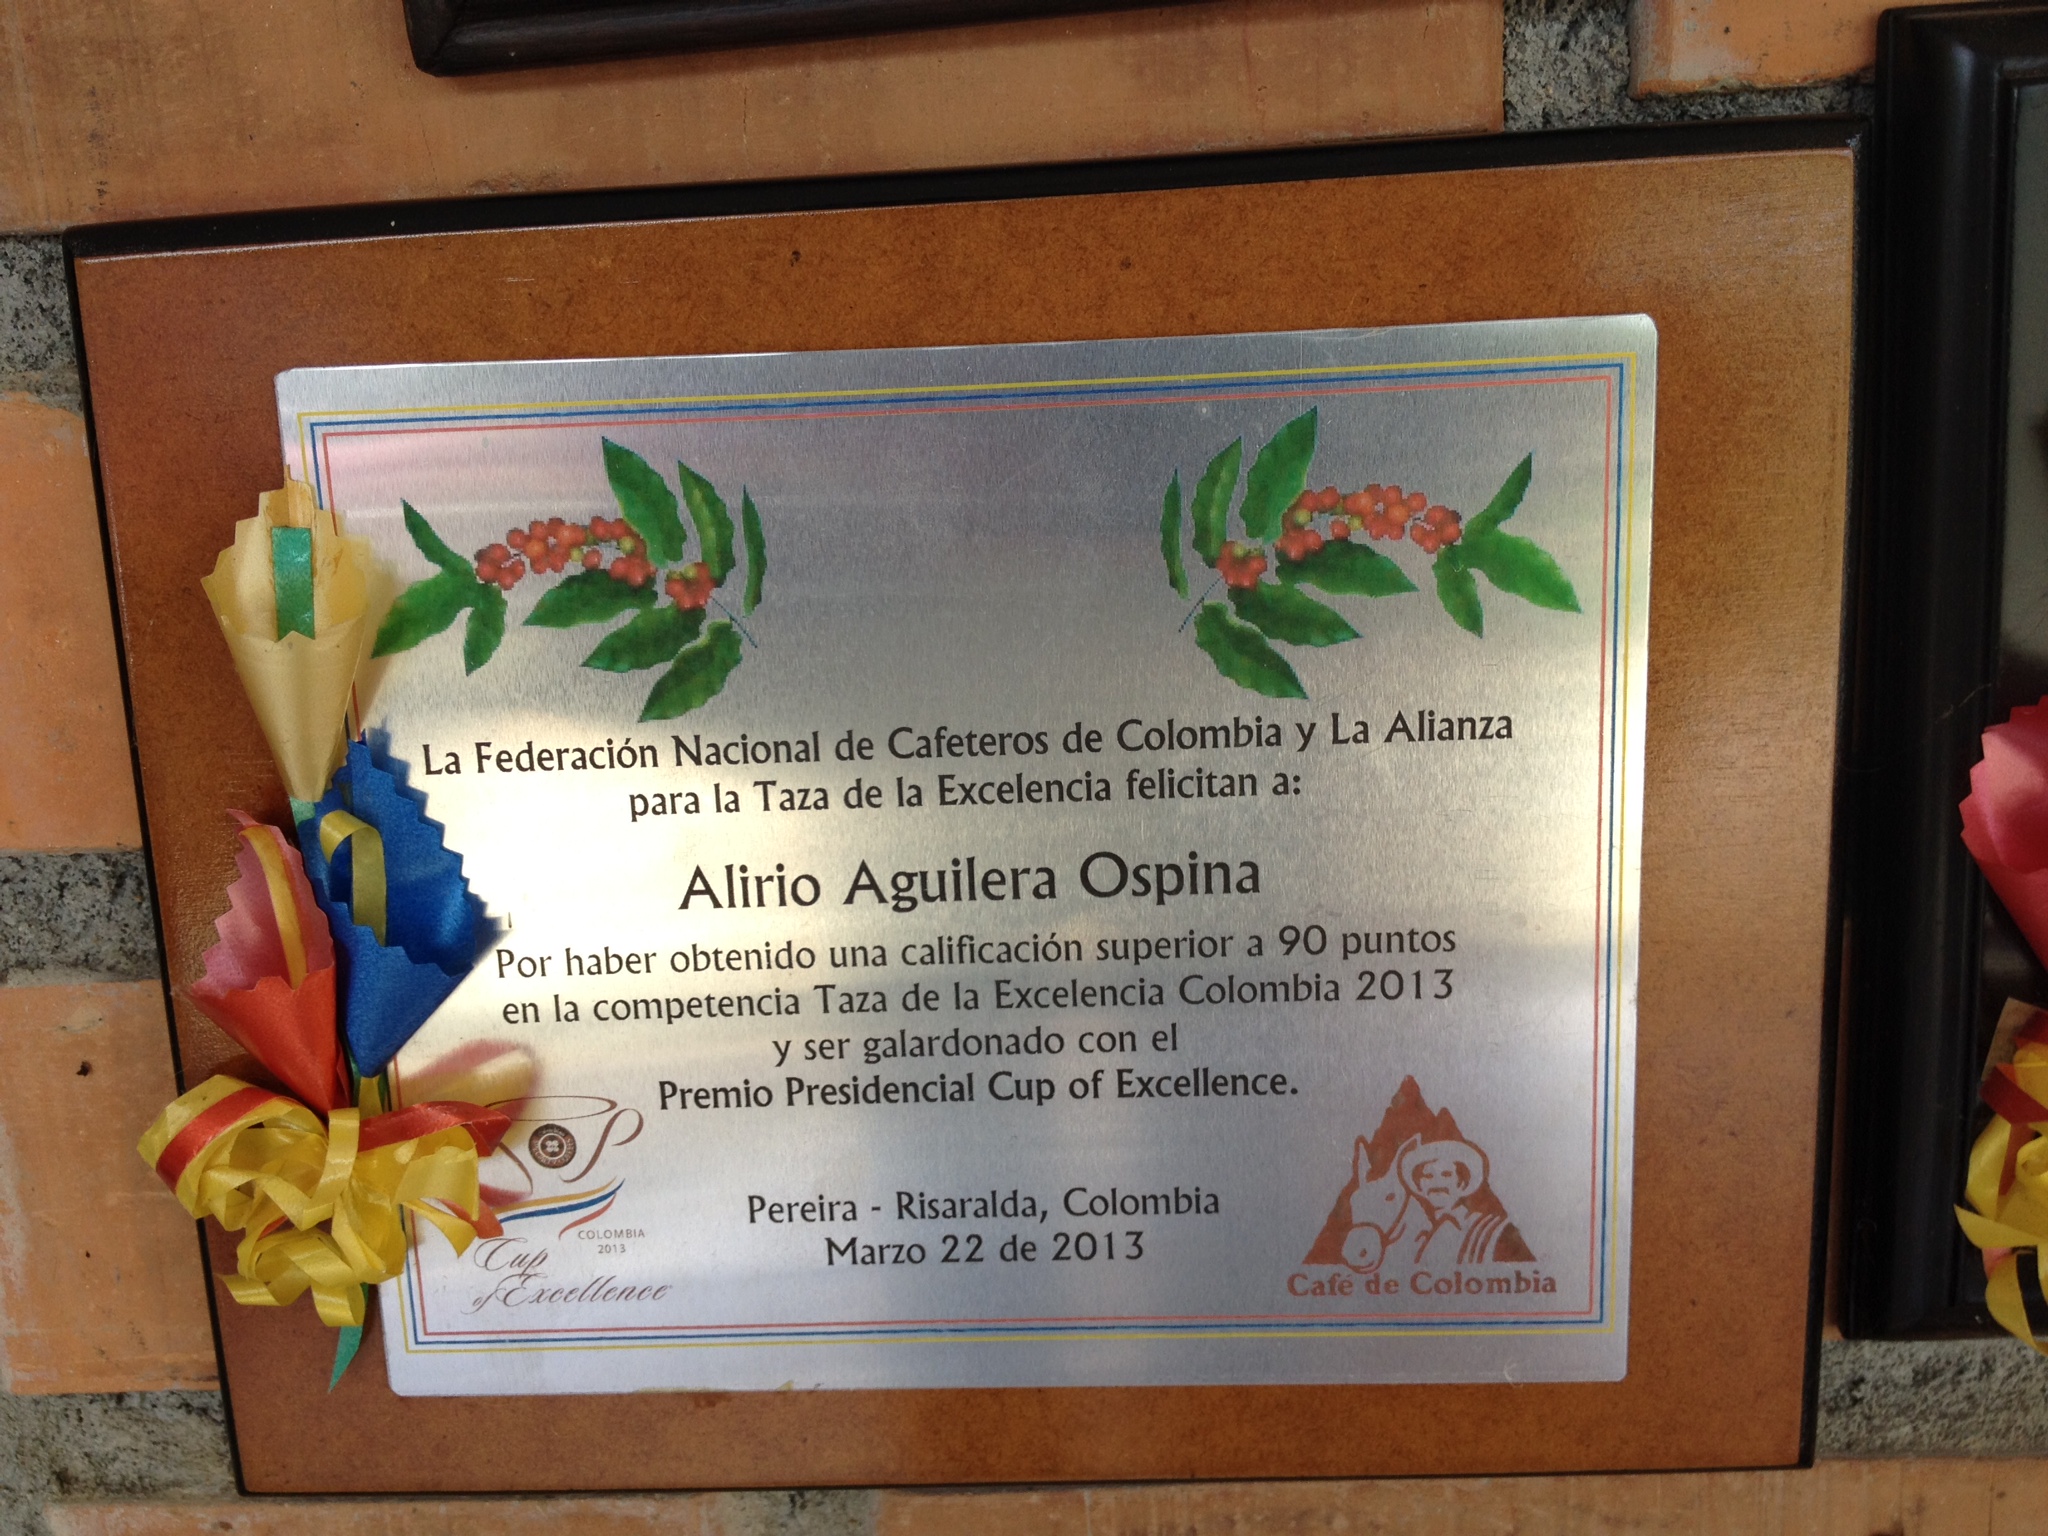 La Federación Nacional de Cafeteros de Colombia y La Alianza
para la Taza de la Excelencia felicitan a:
Alirio Aguilera Ospina
Por haber obtenido una calificación superior a 90 puntos
en la competencia Taza de la Excelencia Colombia 2013
y ser galardonado con el
Premio Presidencial Cup of Excellence.
Pereira - Risaralda, Colombia
Marzo 22 de 2013
COLOMBIA
2013
Cup
of Excellence
Café de Colombia